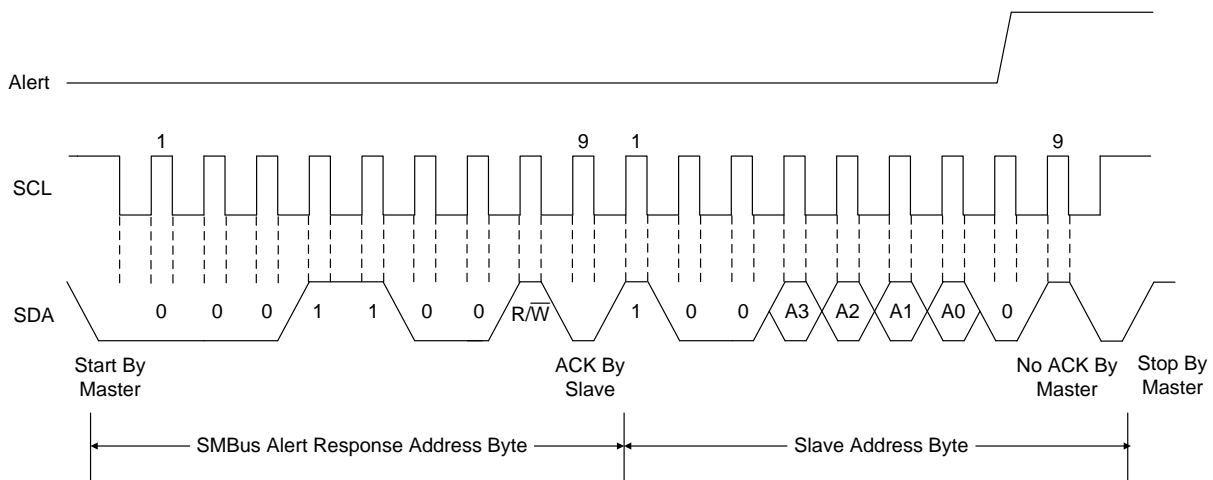 Alert
1 9 1 9
SCL
SDA
0 0 0 1 1 0 0 R/W̅ 1 0 0 A3 A2 A1 A0 0
Start By
Master
ACK By
Slave
No ACK By
Master
Stop By
Master
SMBus Alert Response Address Byte
Slave Address Byte